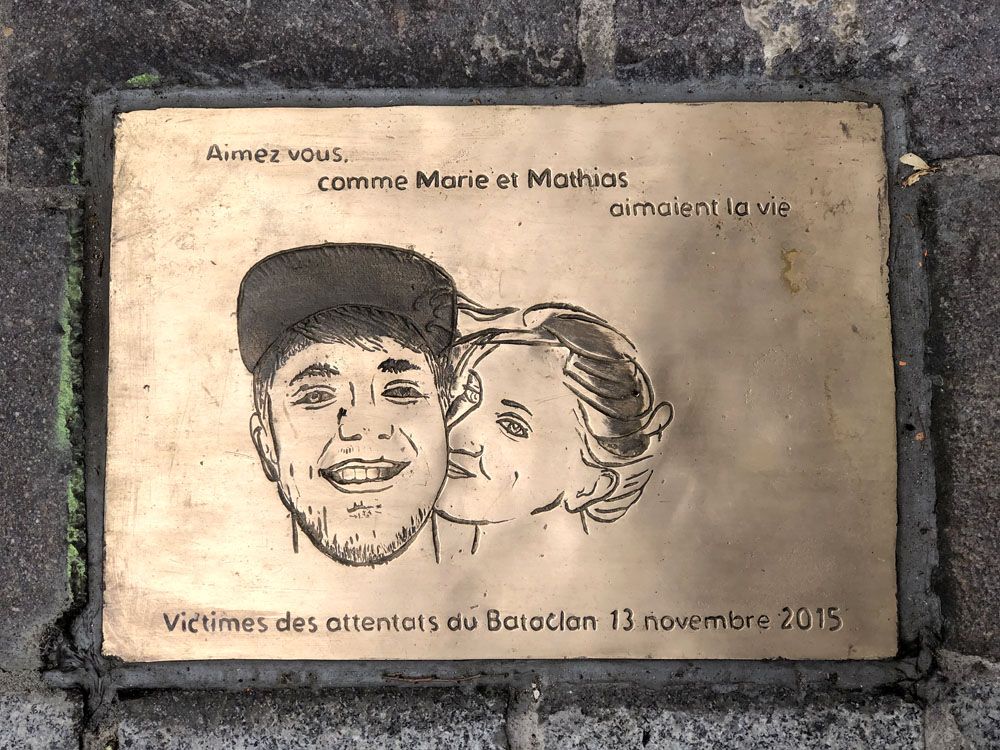 Aimez vous,
comme Marie et Mathias
aimaient la vie
Victimes des attentats du Bataclan 13 novembre 2015